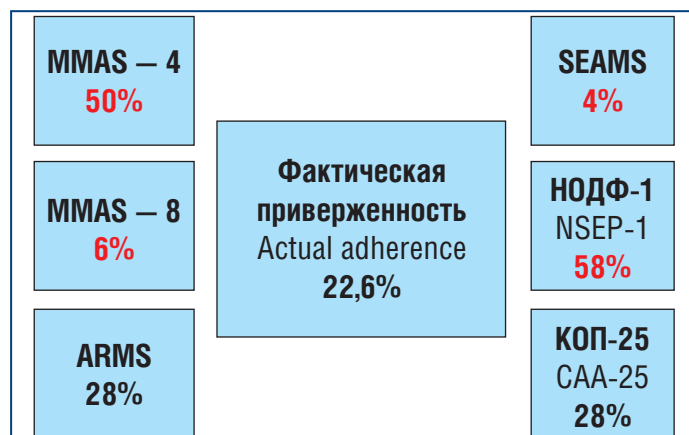 MMAS – 4
50%
MMAS – 8
6%
ARMS
28%
Фактическая
приверженность
Actual adherence
22,6%
SEAMS
4%
НОДФ-1
NSEP-1
58%
КОП-25
CAA-25
28%